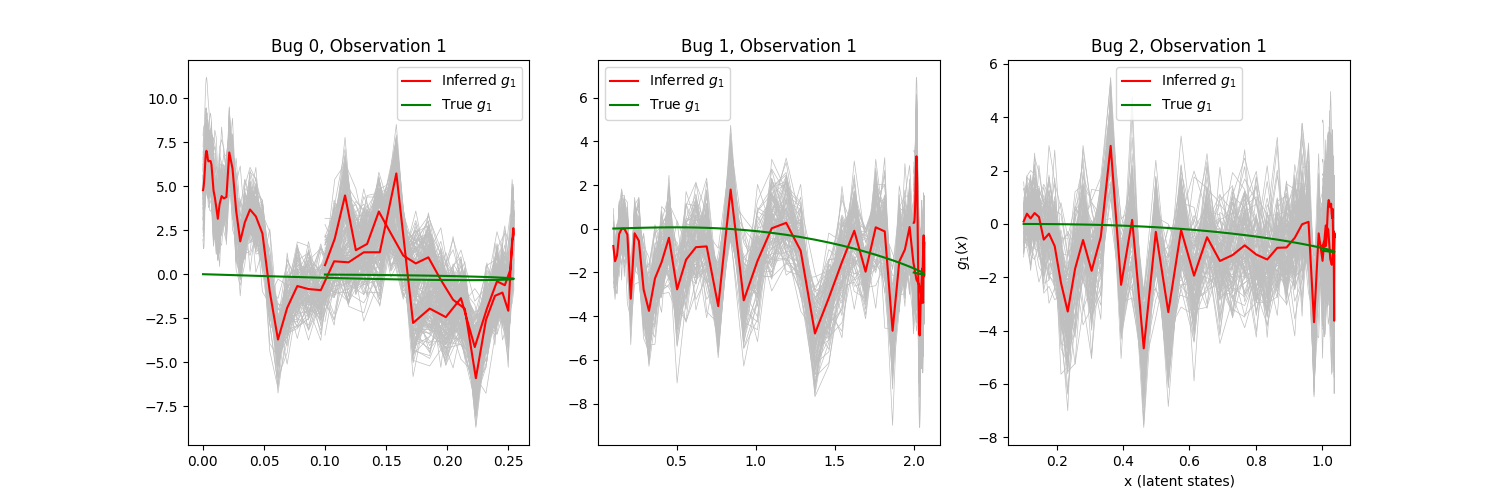 Bug 0, Observation 1
Inferred g₁
True g₁
10.0
7.5
5.0
2.5
0.0
−2.5
−5.0
−7.5
0.00 0.05 0.10 0.15 0.20 0.25
Bug 1, Observation 1
Inferred g₁
True g₁
6
4
2
0
−2
−4
−6
−8
0.5 1.0 1.5 2.0
Bug 2, Observation 1
Inferred g₁
True g₁
g₁(x)
6
4
2
0
−2
−4
−6
−8
0.2 0.4 0.6 0.8 1.0
x (latent states)